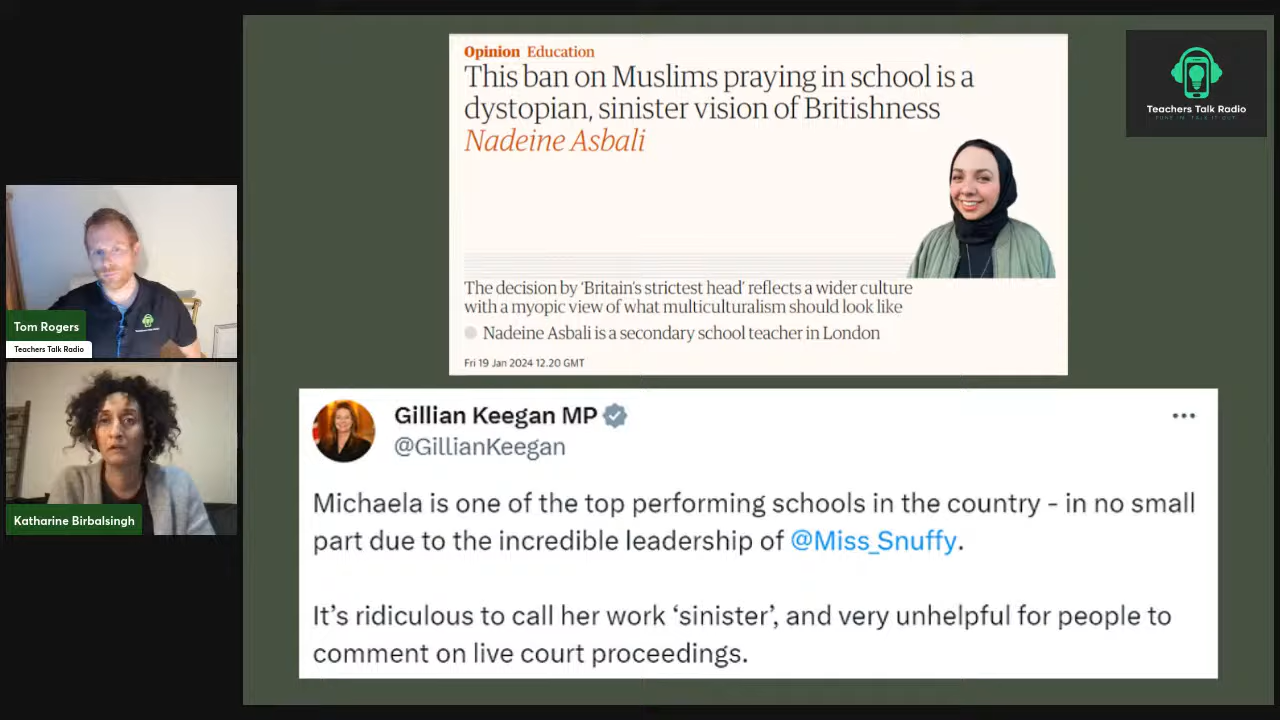 Opinion Education
This ban on Muslims praying in school is a
dystopian, sinister vision of Britishness
Nadeine Asbali
The decision by ‘Britain’s strictest head’ reflects a wider culture
with a myopic view of what multiculturalism should look like
Nadeine Asbali is a secondary school teacher in London
Fri 19 Jan 2024 12.20 GMT
Teachers Talk Radio
TUNE IN. TALK IT OUT
Tom Rogers
Teachers Talk Radio
Katharine Birbalsingh
Gillian Keegan MP
@GillianKeegan
Michaela is one of the top performing schools in the country - in no small
part due to the incredible leadership of @Miss_Snuffy.
It’s ridiculous to call her work ‘sinister’, and very unhelpful for people to
comment on live court proceedings.